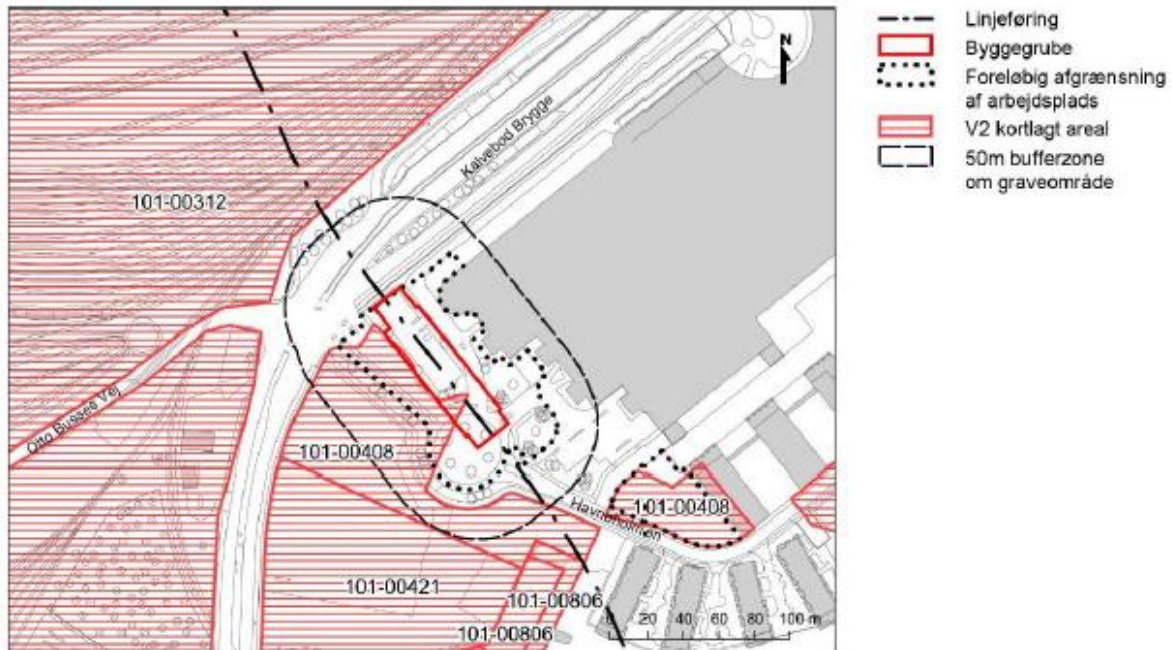 Linjeføring
Byggegrube
Foreløbig afgrænsning
af arbejdsplads
V2 kortlagt areal
50m bufferzone
om graveområde
N
Kalvebod Brygge
101-00312
Otto Busses Vej
101-00408
101-00408
Havneholmen
101-00421
101-00806
101-00806
0 20 40 60 80 100 m